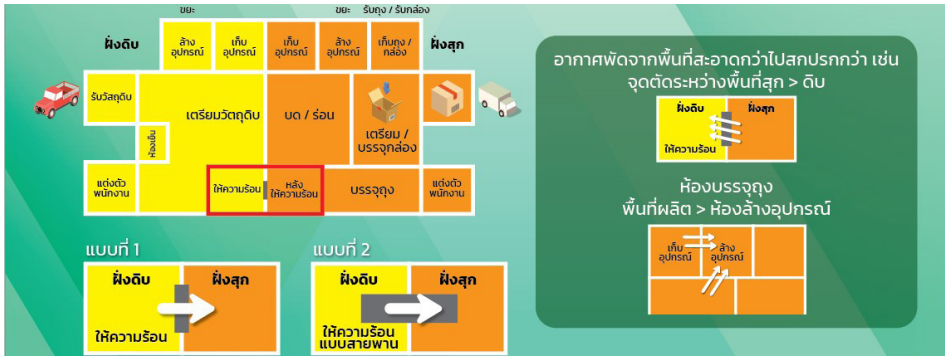 ขยะ
ขยะ รับถุง / รับกล่อง
ฝั่งดิบ
ล้าง
อุปกรณ์
เก็บ
อุปกรณ์
เก็บ
อุปกรณ์
ล้าง
อุปกรณ์
เก็บถุง /
กล่อง
ฝั่งสุก
รับวัสดุดิบ
เตรียมวัตถุดิบ
บด / ร่อน
เตรียม /
บรรจุกล่อง
ห้องเย็น
แต่งตัว
พนักงาน
ให้ความร้อน
หลัง
ให้ความร้อน
บรรจุถุง
แต่งตัว
พนักงาน
แบบที่ 1
ฝั่งดิบ
ฝั่งสุก
ให้ความร้อน
แบบที่ 2
ฝั่งดิบ
ฝั่งสุก
ให้ความร้อน
แบบสายพาน
อากาศพัดจากพื้นที่สะอาดกว่าไปสกปรกกว่า เช่น
จุดตัดระหว่างพื้นที่สุก > ดิบ
ฝั่งดิบ
ฝั่งสุก
ให้ความร้อน
ห้องบรรจุถุง
พื้นที่ผลิต > ห้องล้างอุปกรณ์
เก็บ
อุปกรณ์
ล้าง
อุปกรณ์